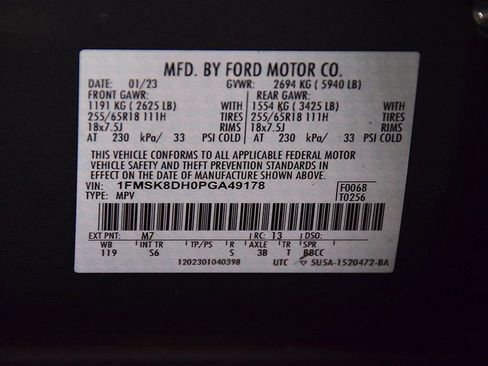 MFD. BY FORD MOTOR CO.
DATE: 01/23 GVWR: 2694 KG ( 5940 LB)
FRONT GAWR: REAR GAWR:
1191 KG ( 2625 LB) WITH 1554 KG ( 3425 LB) WITH
255/65R18 111H TIRES 255/65R18 111H TIRES
18x7.5J RIMS 18x7.5J RIMS
AT 230 kPa/ 33 PSI COLD AT 230 kPa/ 33 PSI COLD
THIS VEHICLE CONFORMS TO ALL APPLICABLE FEDERAL MOTOR
VEHICLE SAFETY AND THEFT PREVENTION STANDARDS IN
EFFECT ON THE DATE OF MANUFACTURE SHOWN ABOVE.
VIN: 1FMSK8DH0PGA49178 F0068
TYPE: MPV T0256
EXT PNT: M7 RC: 13 DSO:
WB INT TR TP/PS R AXLE TR SPR
119 S6 S 3B T BBCC
1202301040398 UTC 5U5A-1520472-BA